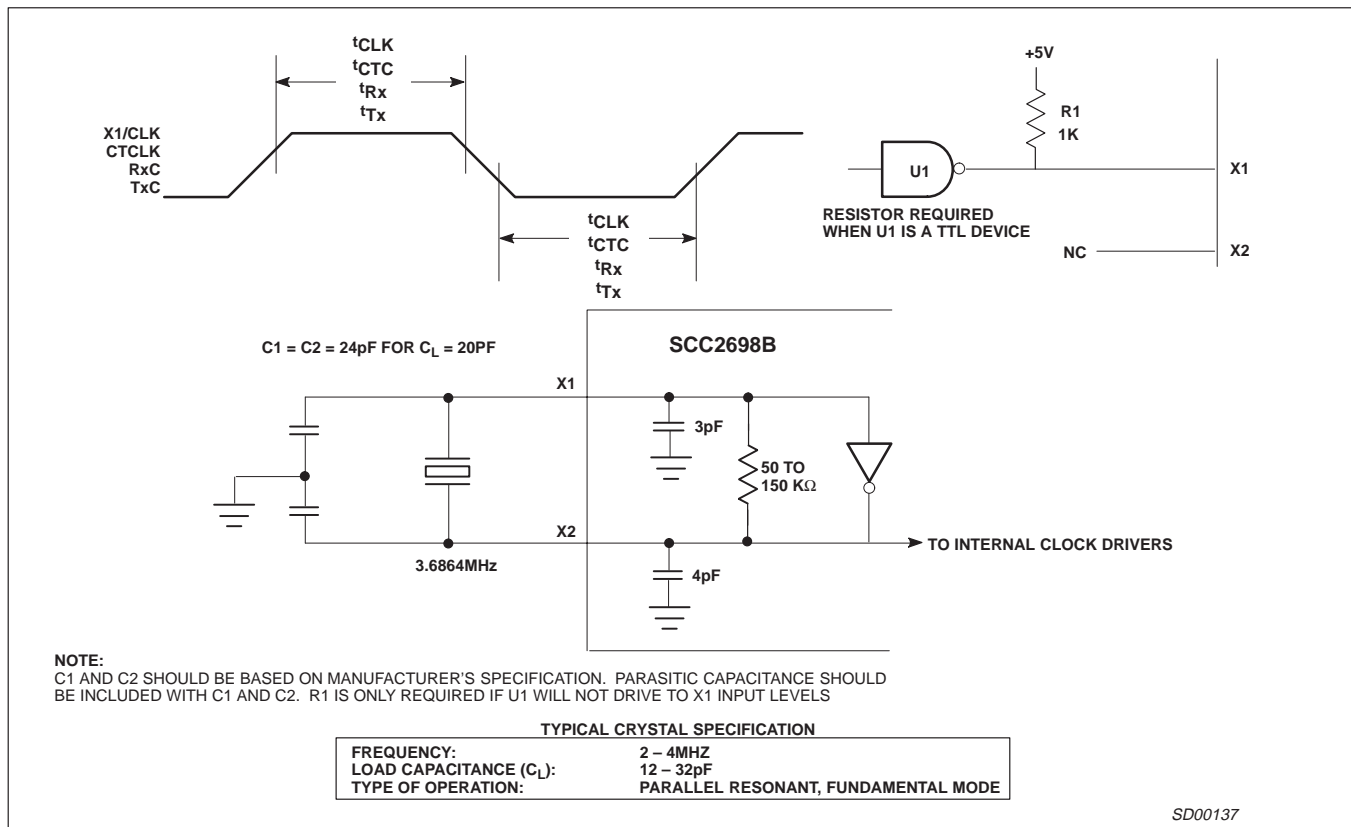 tCLK
tCTC
tRx
tTx
X1/CLK
CTCLK
RxC
TxC
tCLK
tCTC
tRx
tTx
+5V
R1
1K
U1
X1
RESISTOR REQUIRED
WHEN U1 IS A TTL DEVICE
NC
X2
C1 = C2 = 24pF FOR CL = 20PF
SCC2698B
X1
3pF
50 TO
150 KΩ
X2
TO INTERNAL CLOCK DRIVERS
3.6864MHz
4pF
NOTE:
C1 AND C2 SHOULD BE BASED ON MANUFACTURER'S SPECIFICATION. PARASITIC CAPACITANCE SHOULD
BE INCLUDED WITH C1 AND C2. R1 IS ONLY REQUIRED IF U1 WILL NOT DRIVE TO X1 INPUT LEVELS
TYPICAL CRYSTAL SPECIFICATION
FREQUENCY: 2 – 4MHZ
LOAD CAPACITANCE (CL): 12 – 32pF
TYPE OF OPERATION: PARALLEL RESONANT, FUNDAMENTAL MODE
SD00137